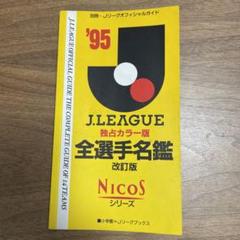 別冊・Jリーグオフィシャルガイド
'95
J.LEAGUE
独占カラー版
全選手名鑑
改訂版
NICOS
シリーズ
■小学館=Jリーグブックス
J.LEAGUE OFFICIAL GUIDE THE COMPLETE GUIDE OF 14 TEAMS